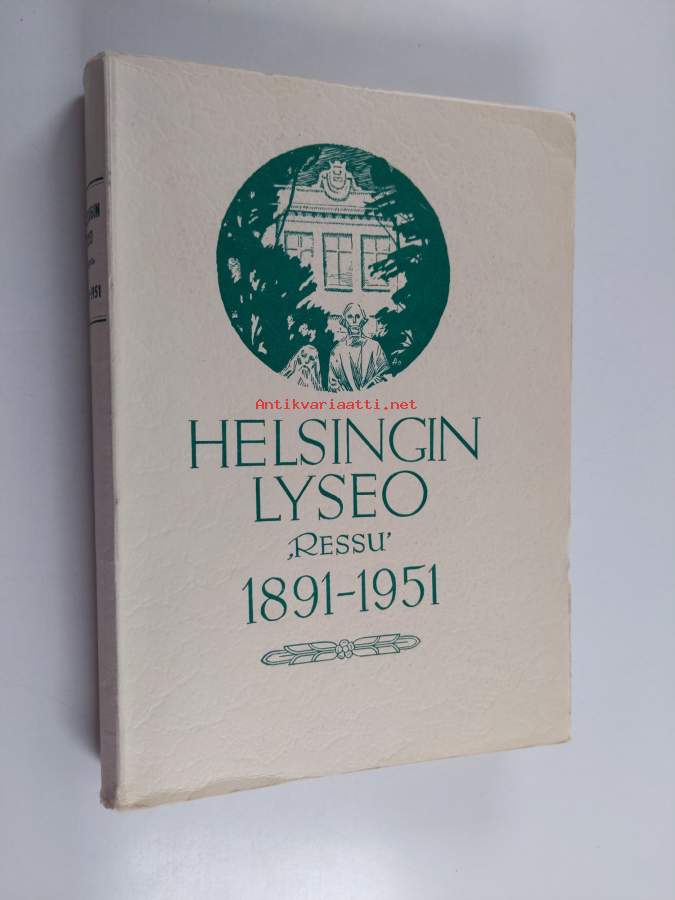 Antikvariaatti.net
HELSINGIN
LYSEO
‚RESSU’
1891-1951